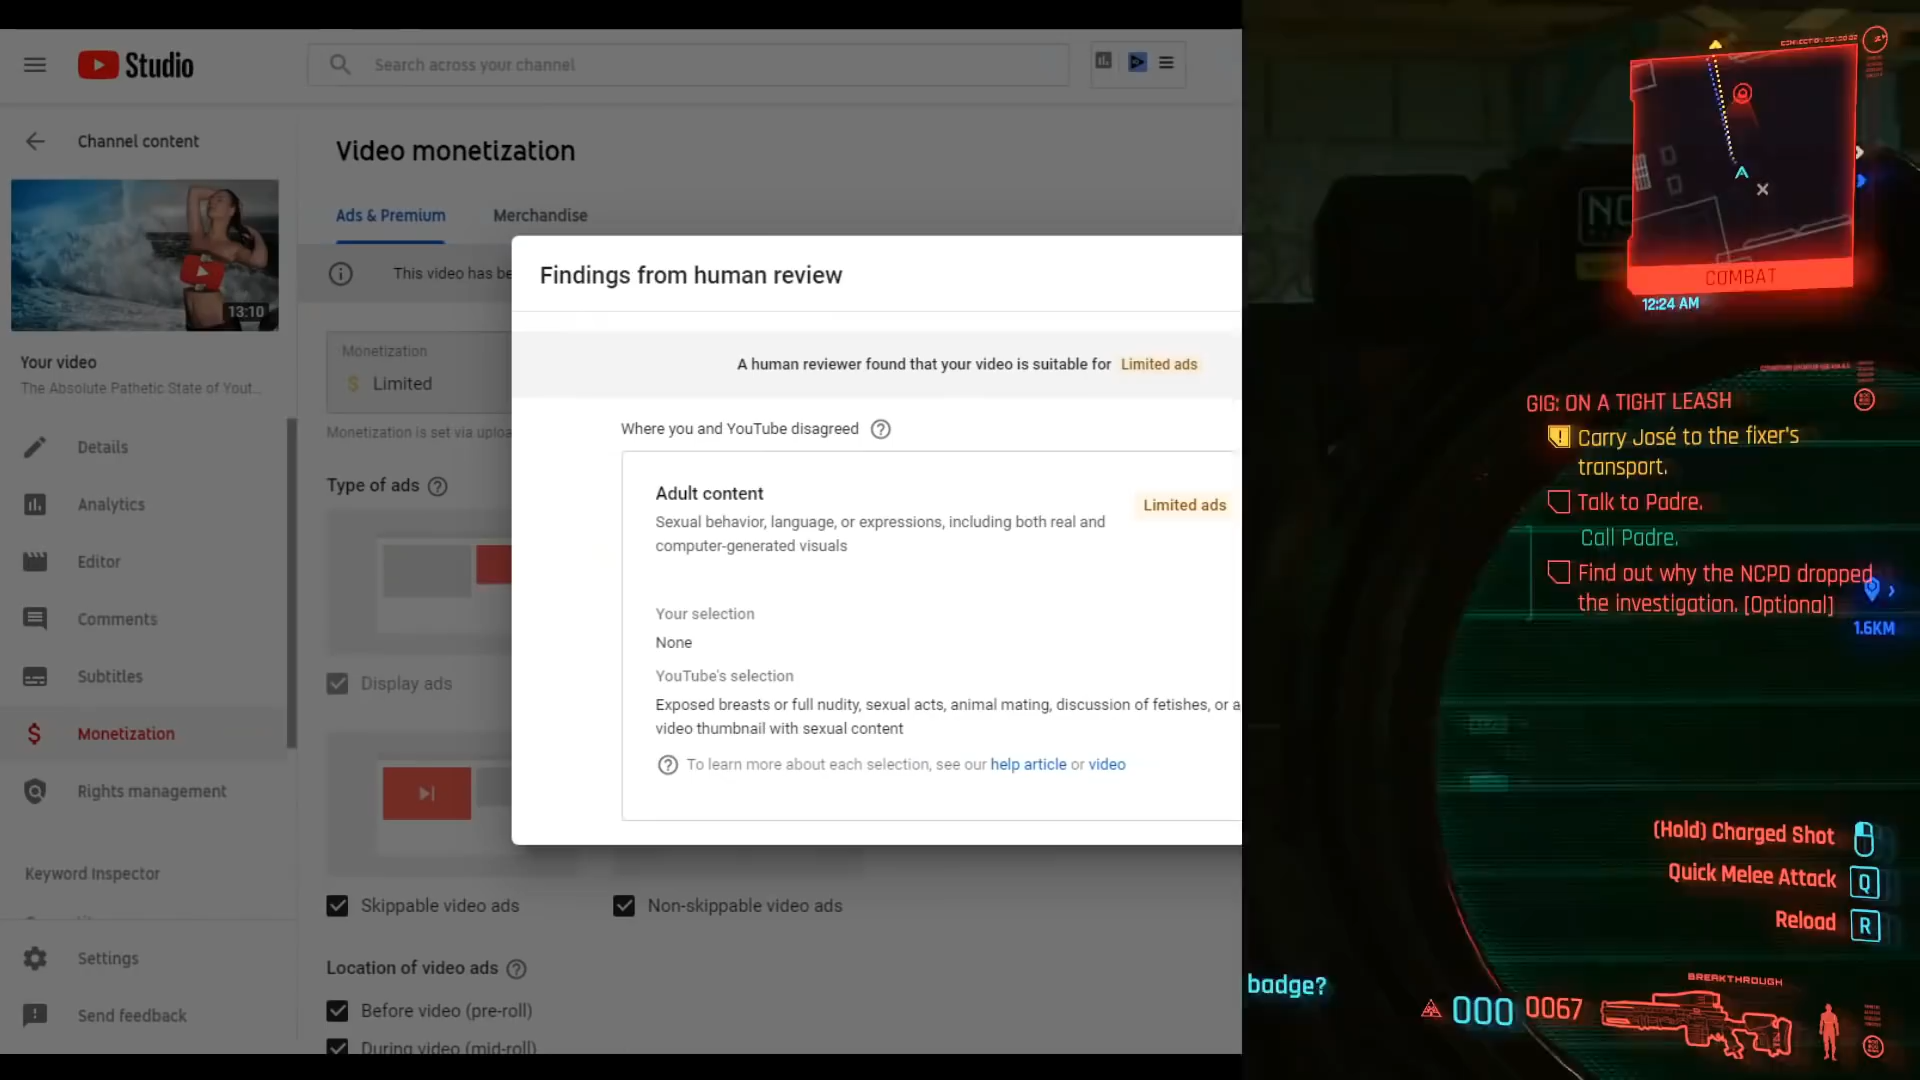 Studio
Search across your channel
Channel content
13:10
Your video
The Absolute Pathetic State of Yout...
Details
Analytics
Editor
Comments
Subtitles
Monetization
Rights management
Keyword Inspector
Settings
Send feedback
Video monetization
Ads & Premium
Merchandise
This video has be
Monetization
$ Limited
Monetization is set via uploa
Type of ads
Display ads
Skippable video ads
Non-skippable video ads
Location of video ads
Before video (pre-roll)
During video (mid-roll)
Findings from human review
A human reviewer found that your video is suitable for Limited ads
Where you and YouTube disagreed
Adult content
Limited ads
Sexual behavior, language, or expressions, including both real and
computer-generated visuals
Your selection
None
YouTube's selection
Exposed breasts or full nudity, sexual acts, animal mating, discussion of fetishes, or a
video thumbnail with sexual content
To learn more about each selection, see our help article or video
COMBAT
12:24 AM
GIG: ON A TIGHT LEASH
Carry José to the fixer's
transport.
Talk to Padre.
Call Padre.
Find out why the NCPD dropped
the investigation. [Optional]
1.6KM
(Hold) Charged Shot
Quick Melee Attack Q
Reload R
badge?
BREAKTHROUGH
000 0067